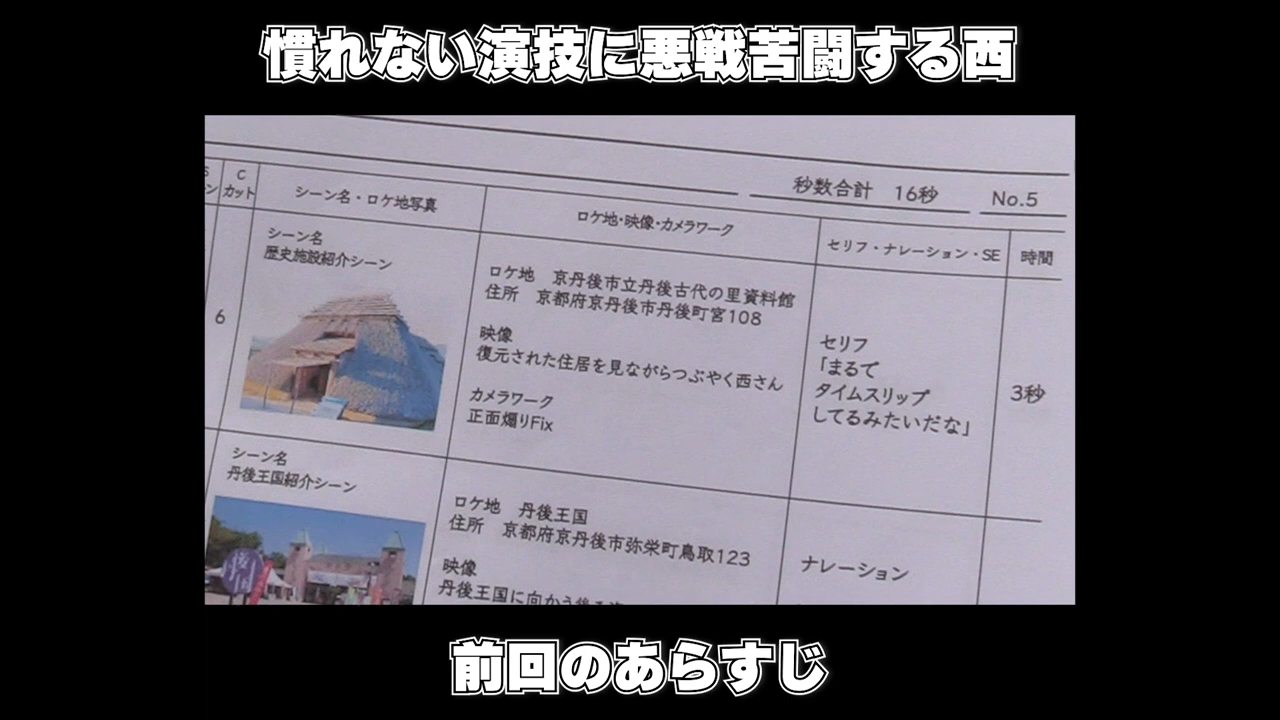 慣れない演技に悪戦苦闘する西
秒数合計 16秒 No.5
C
カット
シーン名・ロケ地写真
ロケ地・映像・カメラワーク
セリフ・ナレーション・SE
時間
6
シーン名
歴史施設紹介シーン
ロケ地 京丹後市立丹後古代の里資料館
住所 京都府京丹後市丹後町宮108
映像
復元された住居を見ながらつぶやく西さん
カメラワーク
正面煽りFix
セリフ
「まるで
タイムスリップ
してるみたいだな」
3秒
シーン名
丹後王国紹介シーン
ロケ地 丹後王国
住所 京都府京丹後市弥栄町鳥取123
映像
丹後王国に向かう
ナレーション
前回のあらすじ